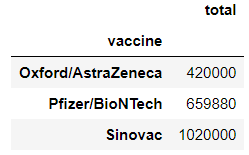 total
vaccine
Oxford/AstraZeneca 420000
Pfizer/BioNTech 659880
Sinovac 1020000